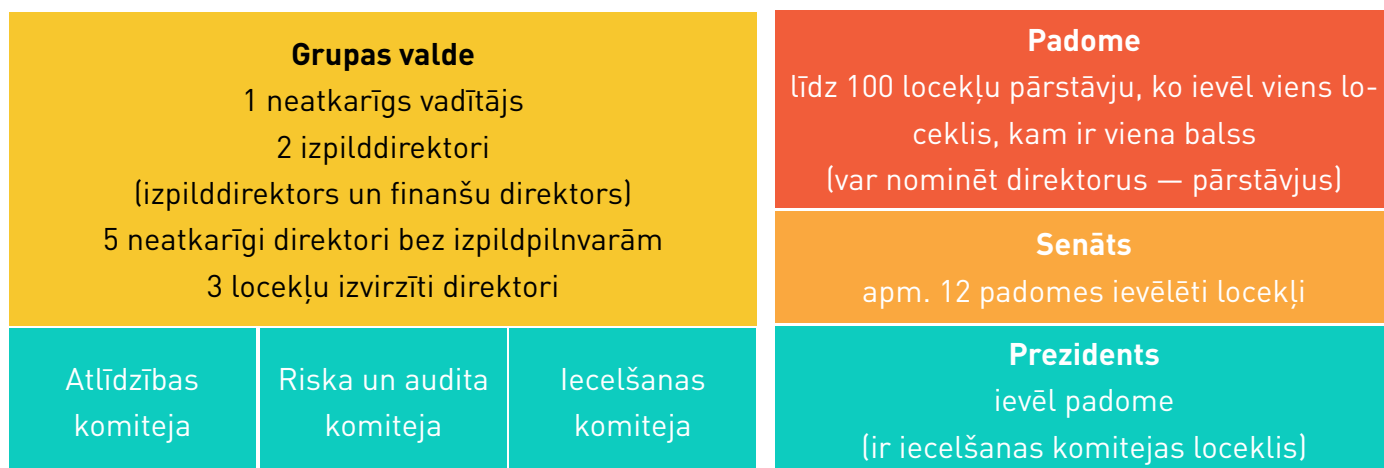 Grupas valde
1 neatkarīgs vadītājs
2 izpilddirektori
(izpilddirektors un finanšu direktors)
5 neatkarīgi direktori bez izpildpilnvarām
3 locekļu izvirzīti direktori
Atlīdzības
komiteja
Riska un audita
komiteja
Iecelšanas
komiteja
Padome
līdz 100 locekļu pārstāvju, ko ievēl viens lo-
ceklis, kam ir viena balss
(var nominēt direktorus — pārstāvjus)
Senāts
apm. 12 padomes ievēlēti locekļi
Prezidents
ievēl padome
(ir iecelšanas komitejas loceklis)